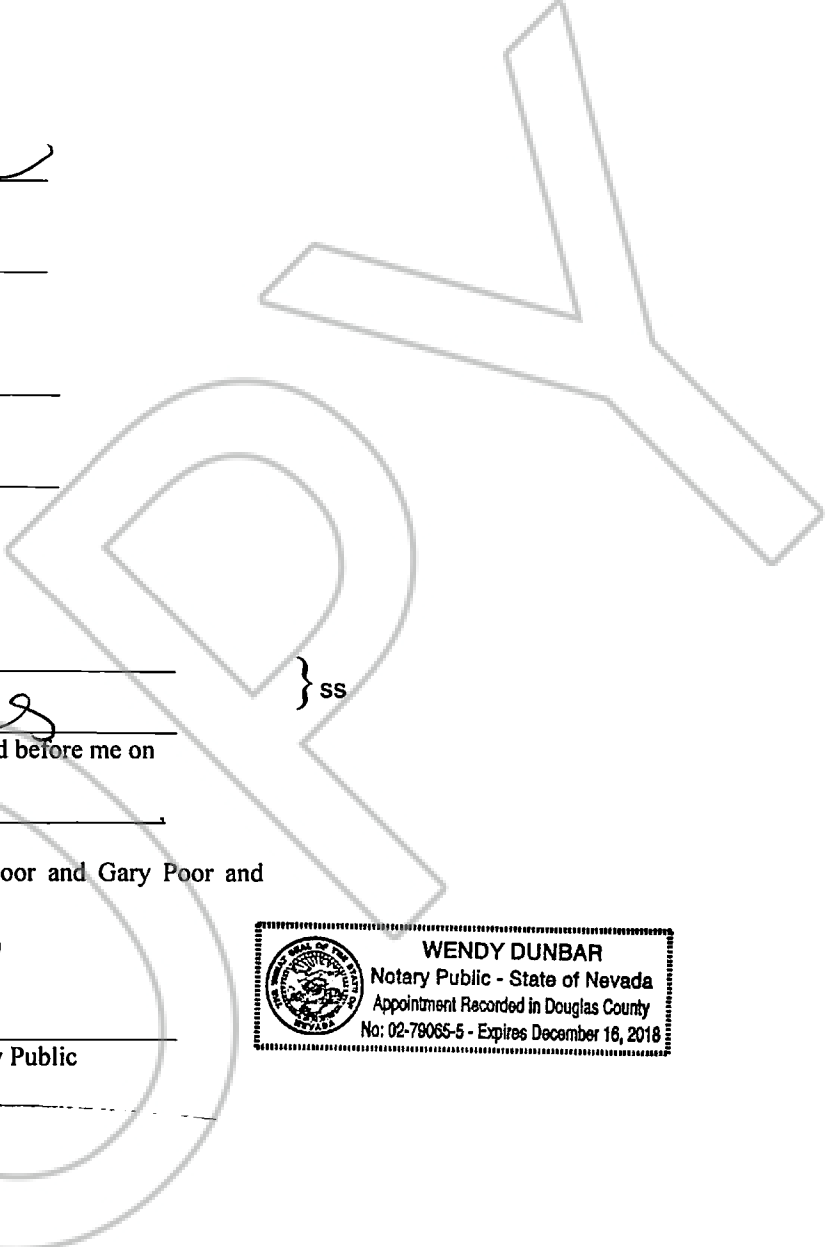 } ss
d before me on
oor and Gary Poor and
WENDY DUNBAR
Notary Public - State of Nevada
Appointment Recorded in Douglas County
No: 02-79065-5 - Expires December 16, 2018
y Public
OPY